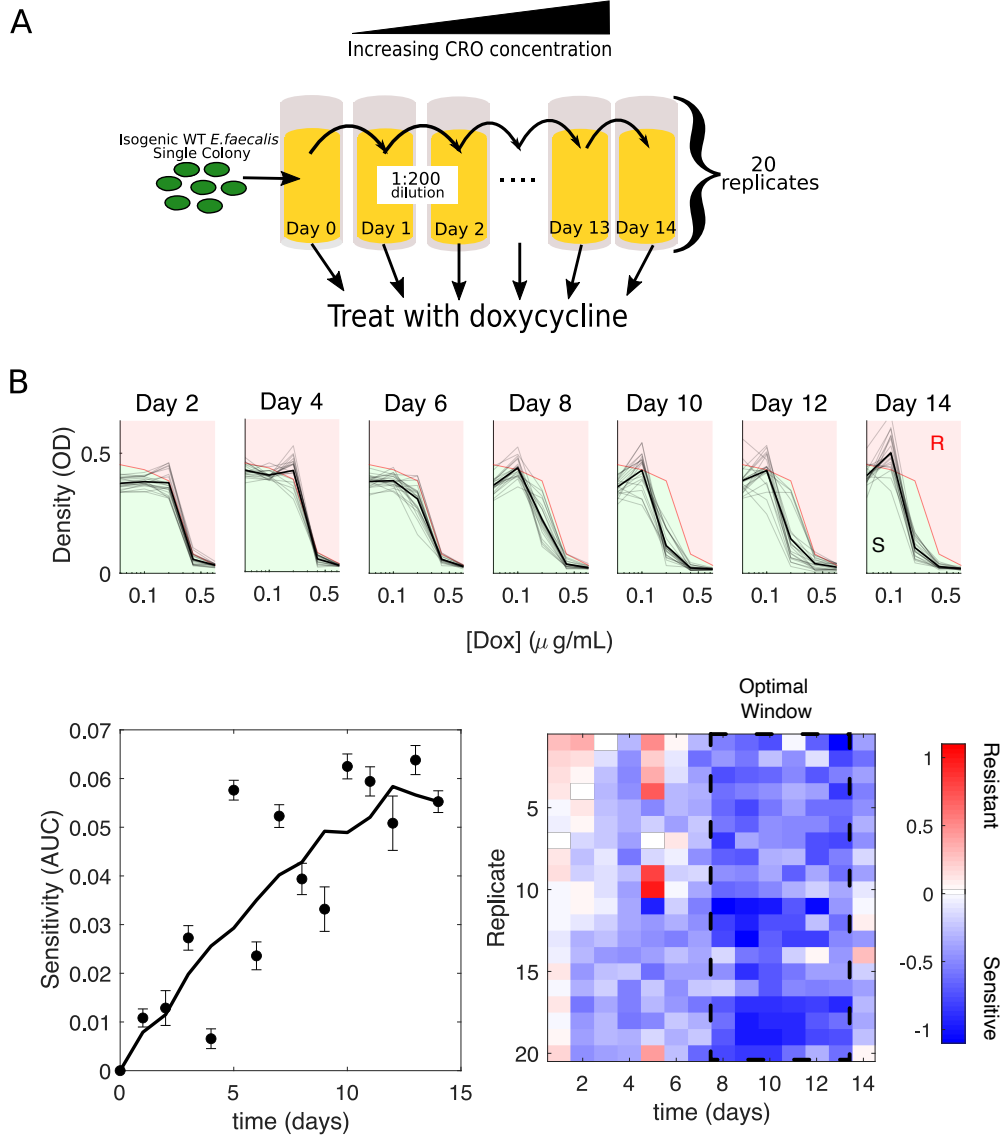 A
Increasing CRO concentration
Isogenic WT E.faecalis
Single Colony
1:200
dilution
Day 0
Day 1
Day 2
Day 13
Day 14
20
replicates
Treat with doxycycline
B
Day 2
Day 4
Day 6
Day 8
Day 10
Day 12
Day 14
Density (OD)
0.5
0
R
S
0.1 0.5 0.1 0.5 0.1 0.5 0.1 0.5 0.1 0.5 0.1 0.5 0.1 0.5
[Dox] (μ g/mL)
Sensitivity (AUC)
0.07
0.06
0.05
0.04
0.03
0.02
0.01
0
0 5 10 15
time (days)
Optimal
Window
Replicate
5
10
15
20
2 4 6 8 10 12 14
time (days)
1
0.5
0
-0.5
-1
Resistant
Sensitive